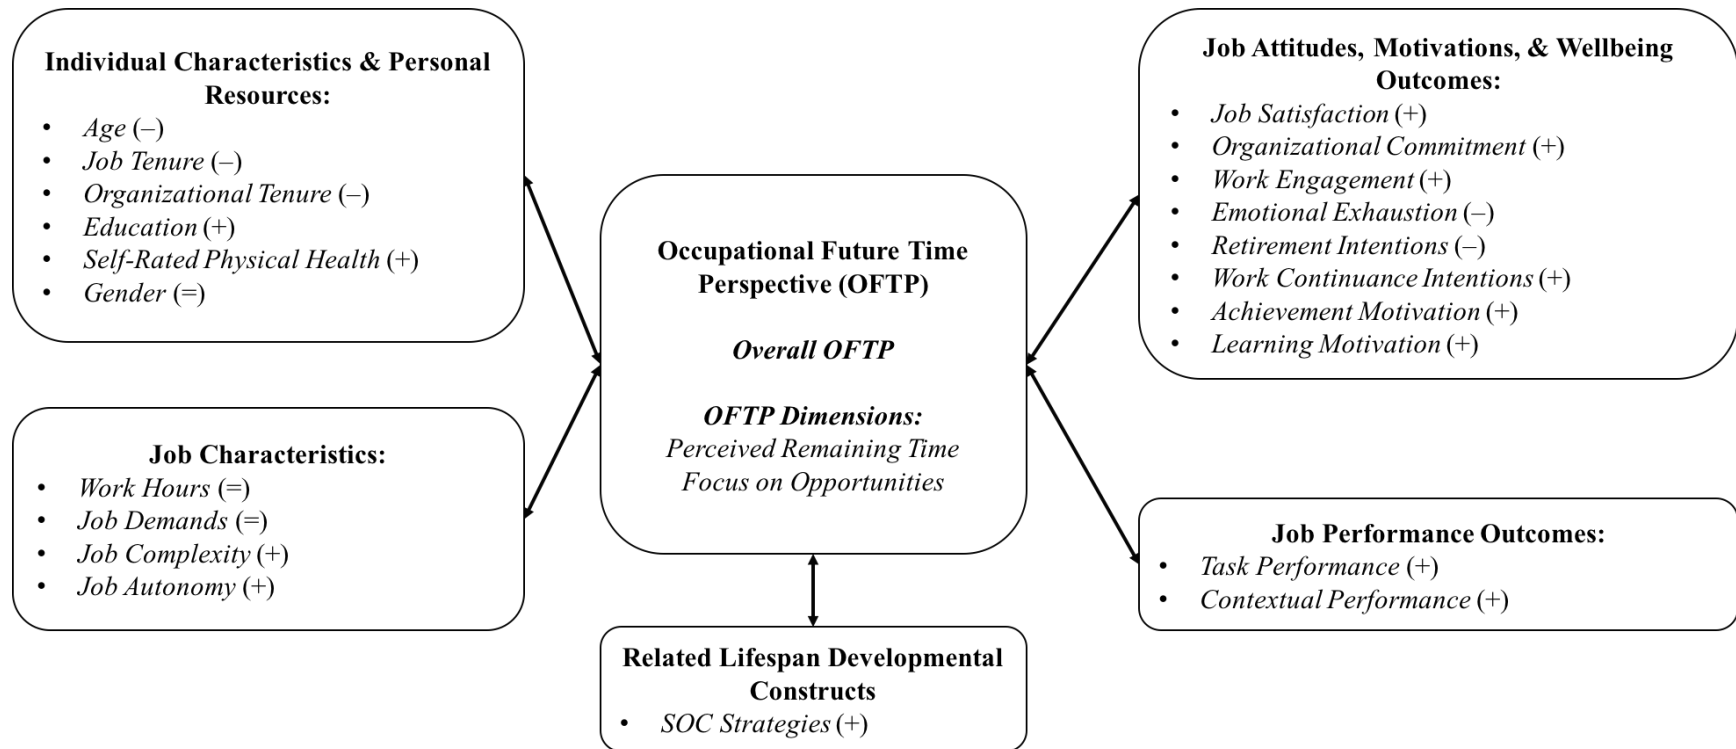 Individual Characteristics & Personal
Resources:
• Age (–)
• Job Tenure (–)
• Organizational Tenure (–)
• Education (+)
• Self-Rated Physical Health (+)
• Gender (=)
Job Characteristics:
• Work Hours (=)
• Job Demands (=)
• Job Complexity (+)
• Job Autonomy (+)
Occupational Future Time
Perspective (OFTP)
Overall OFTP
OFTP Dimensions:
Perceived Remaining Time
Focus on Opportunities
Related Lifespan Developmental
Constructs
• SOC Strategies (+)
Job Attitudes, Motivations, & Wellbeing
Outcomes:
• Job Satisfaction (+)
• Organizational Commitment (+)
• Work Engagement (+)
• Emotional Exhaustion (–)
• Retirement Intentions (–)
• Work Continuance Intentions (+)
• Achievement Motivation (+)
• Learning Motivation (+)
Job Performance Outcomes:
• Task Performance (+)
• Contextual Performance (+)